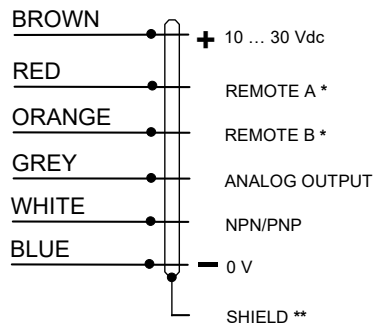 BROWN + 10 … 30 Vdc
RED REMOTE A *
ORANGE REMOTE B *
GREY ANALOG OUTPUT
WHITE NPN/PNP
BLUE − 0 V
SHIELD **